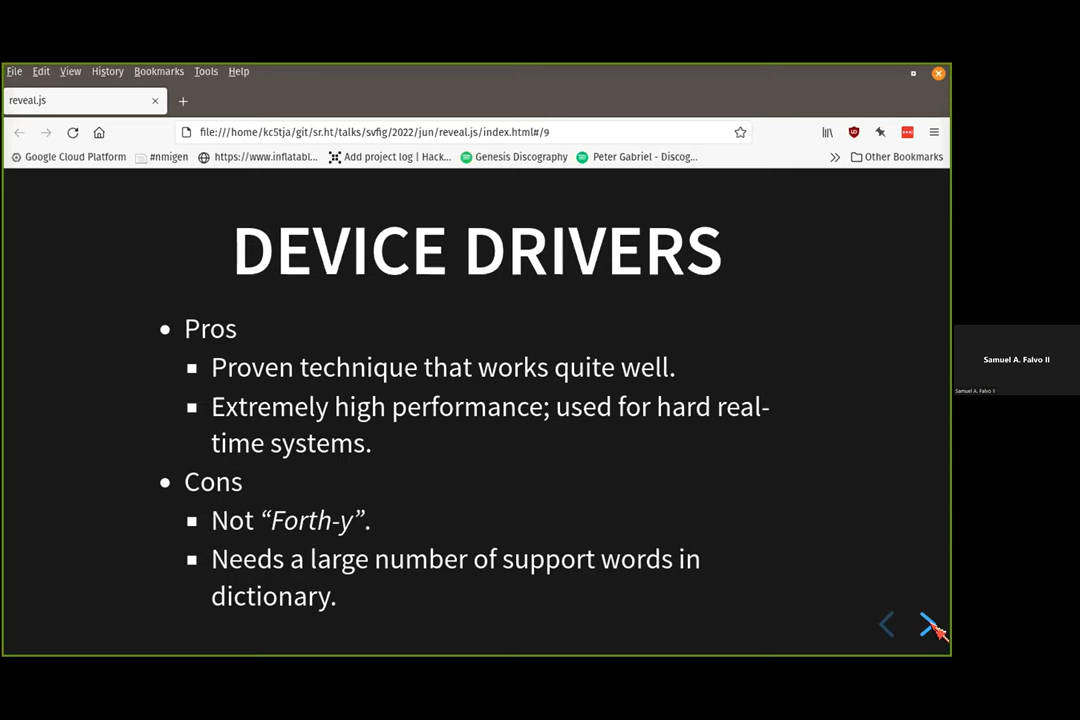 File Edit View History Bookmarks Tools Help
reveal.js
file:///home/kc5tja/git/sr.ht/talks/svfig/2022/jun/reveal.js/index.html#/9
Google Cloud Platform #nmigen https://www.inflatabl... Add project log | Hack... Genesis Discography Peter Gabriel - Discog... Other Bookmarks
DEVICE DRIVERS
Pros
Proven technique that works quite well.
Extremely high performance; used for hard real-
time systems.
Cons
Not “Forth-y”.
Needs a large number of support words in
dictionary.
Samuel A. Falvo II
Samuel A. Falvo II